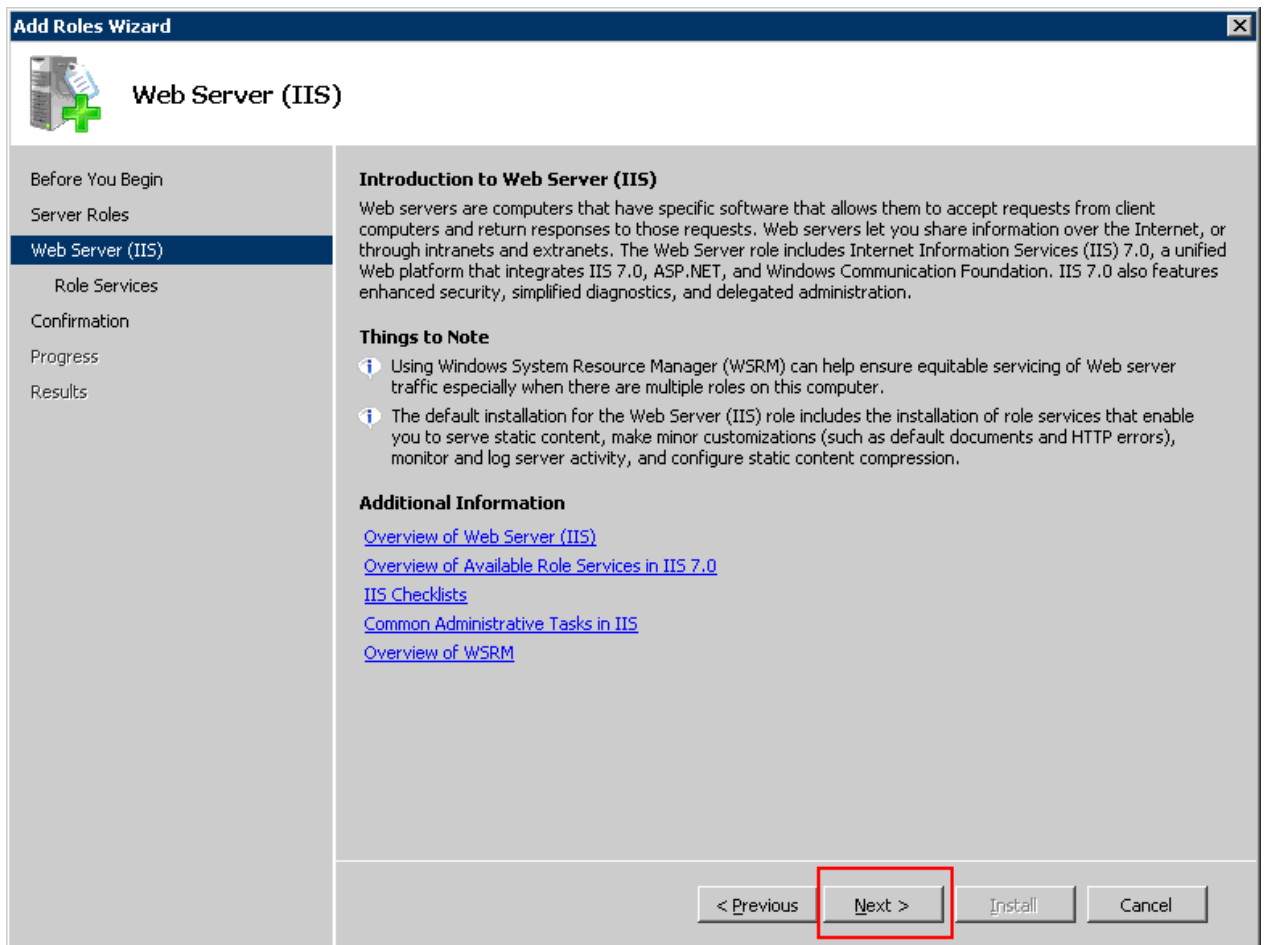 Add Roles Wizard
Web Server (IIS)
Before You Begin
Server Roles
Web Server (IIS)
Role Services
Confirmation
Progress
Results
Introduction to Web Server (IIS)
Web servers are computers that have specific software that allows them to accept requests from client
computers and return responses to those requests. Web servers let you share information over the Internet, or
through intranets and extranets. The Web Server role includes Internet Information Services (IIS) 7.0, a unified
Web platform that integrates IIS 7.0, ASP.NET, and Windows Communication Foundation. IIS 7.0 also features
enhanced security, simplified diagnostics, and delegated administration.
Things to Note
Using Windows System Resource Manager (WSRM) can help ensure equitable servicing of Web server
traffic especially when there are multiple roles on this computer.
The default installation for the Web Server (IIS) role includes the installation of role services that enable
you to serve static content, make minor customizations (such as default documents and HTTP errors),
monitor and log server activity, and configure static content compression.
Additional Information
Overview of Web Server (IIS)
Overview of Available Role Services in IIS 7.0
IIS Checklists
Common Administrative Tasks in IIS
Overview of WSRM
< Previous Next > Install Cancel